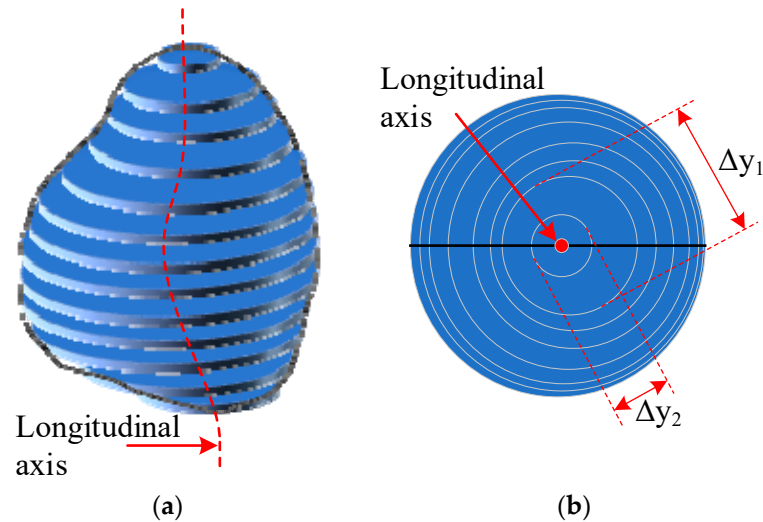 Longitudinal
axis
(a)
Longitudinal
axis
Δy₁
Δy₂
(b)